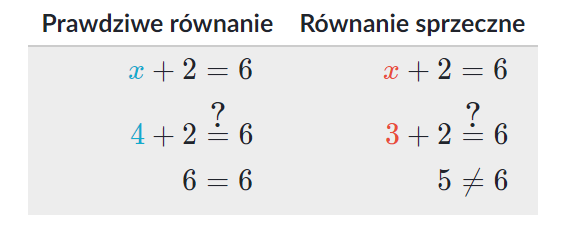 Prawdziwe równanie Równanie sprzeczne
x + 2 = 6 x + 2 = 6
4 + 2 ≟ 6 3 + 2 ≟ 6
6 = 6 5 ≠ 6